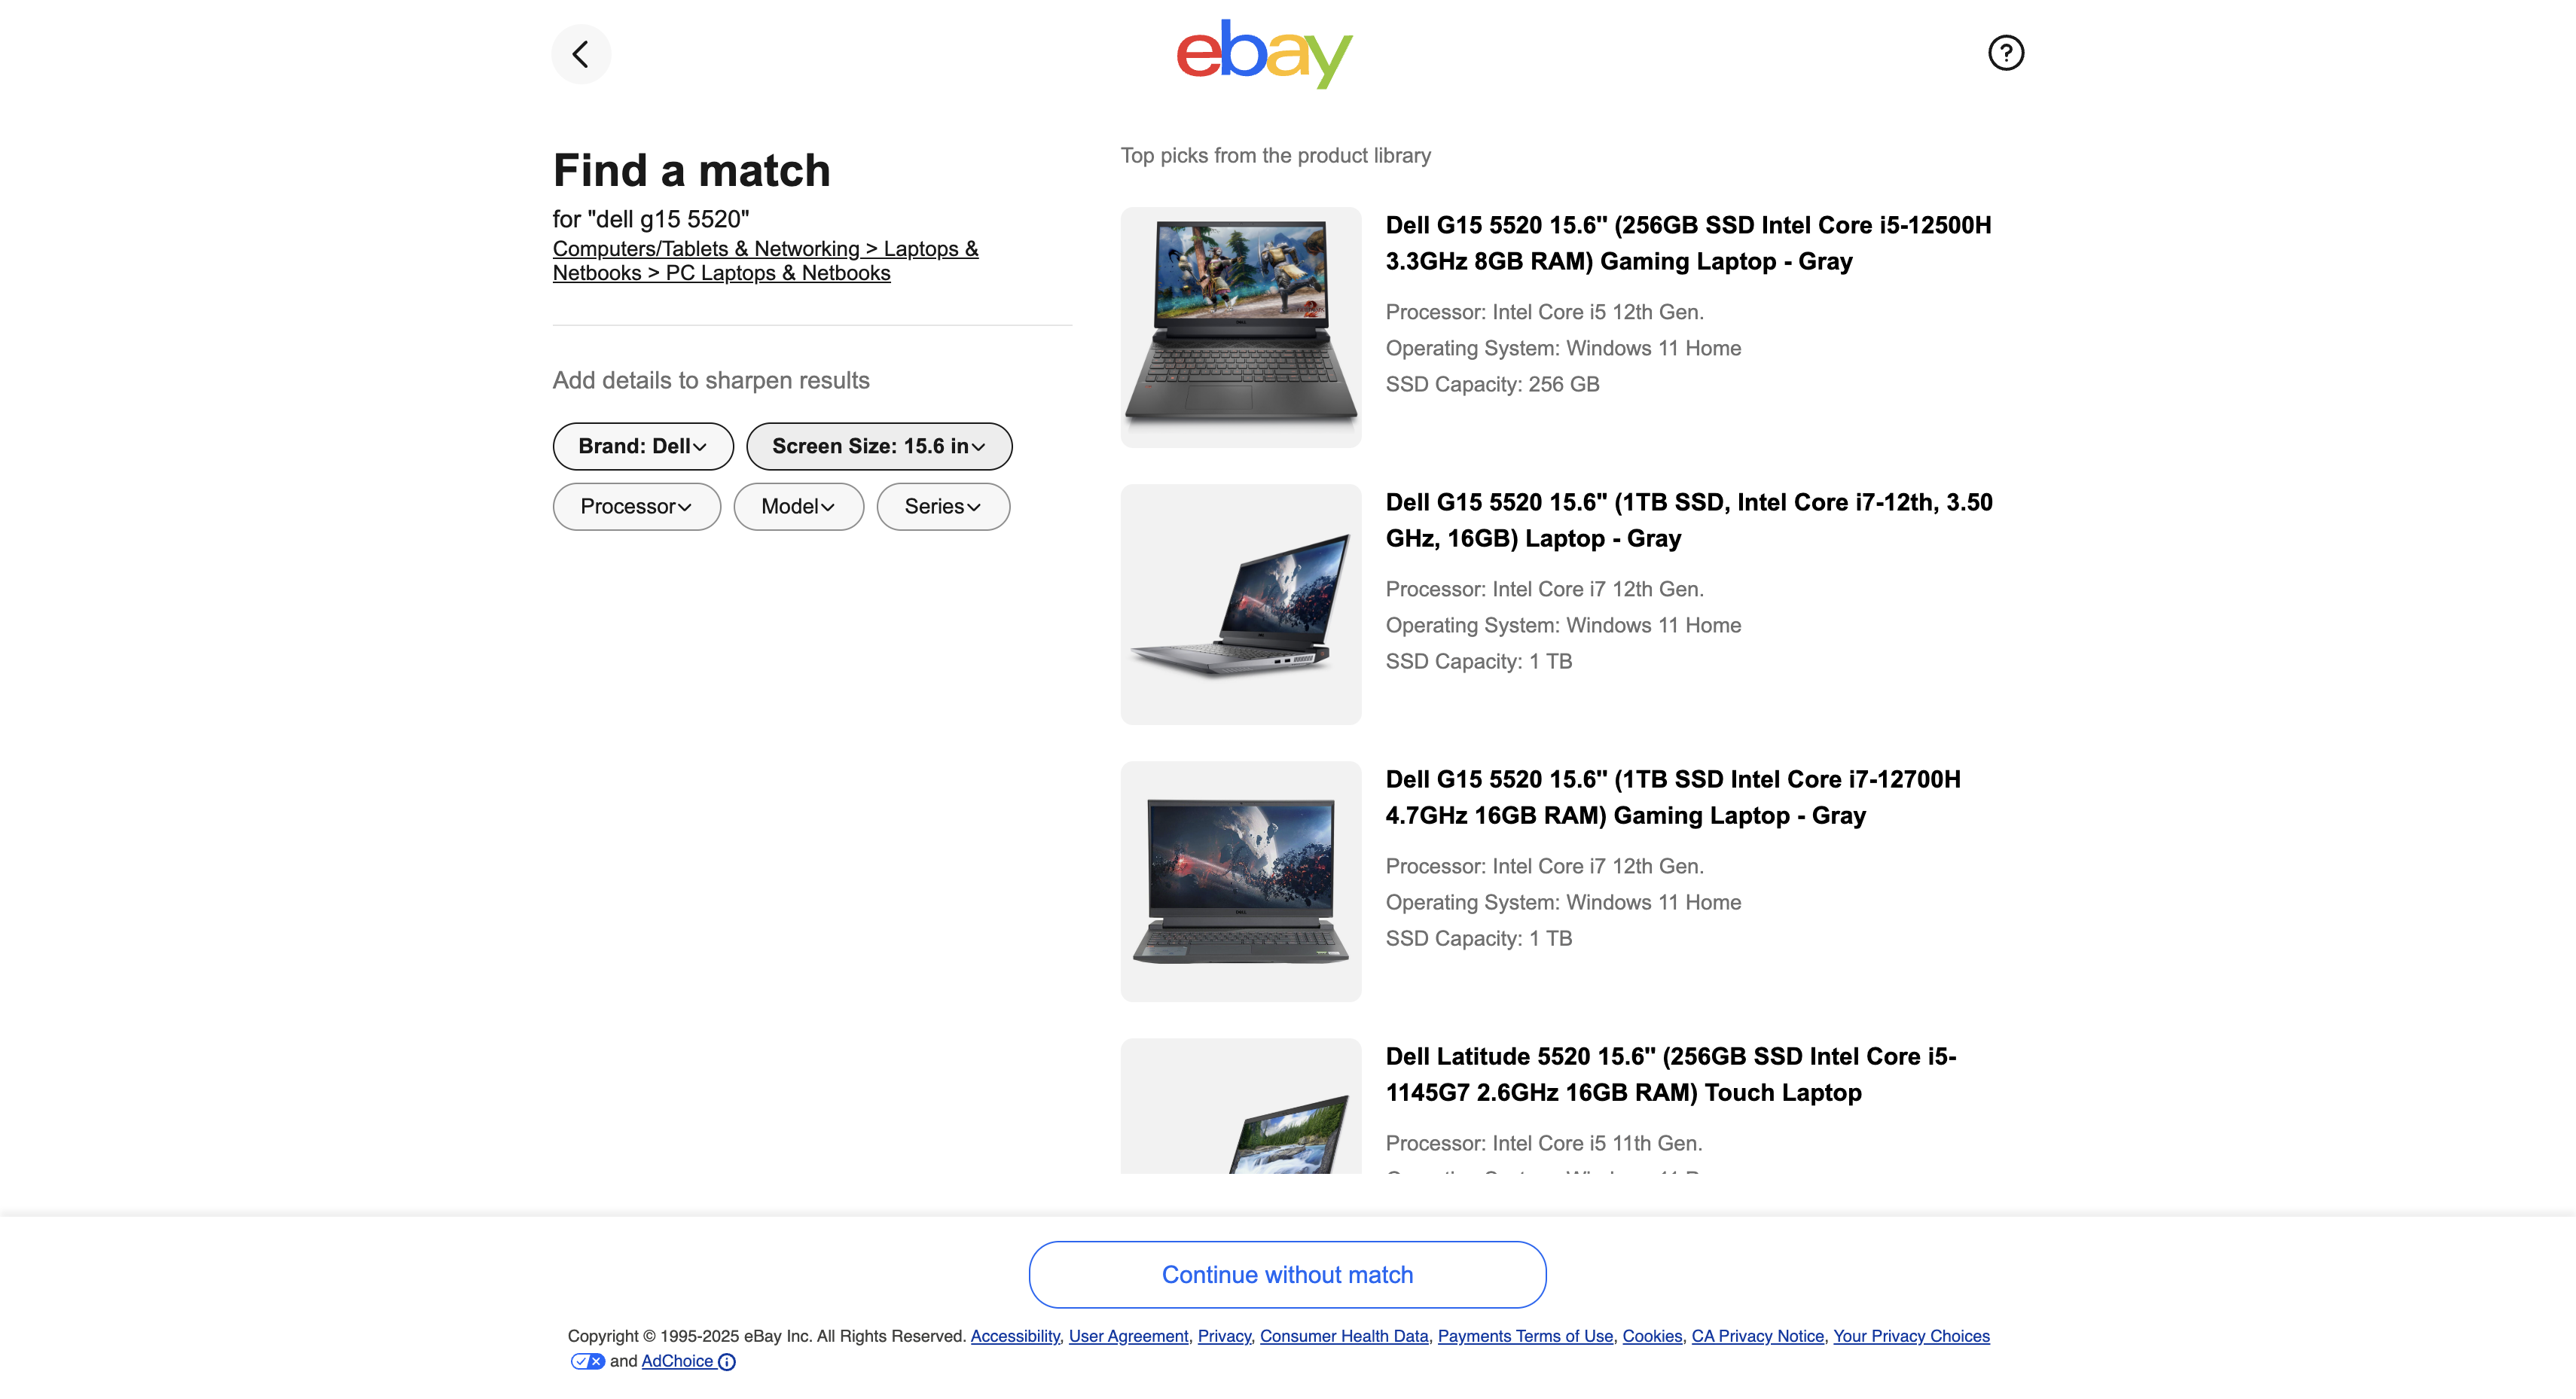 ebay
?
Find a match
for "dell g15 5520"
Computers/Tablets & Networking > Laptops &
Netbooks > PC Laptops & Netbooks
Add details to sharpen results
Brand: Dell
Screen Size: 15.6 in
Processor
Model
Series
Top picks from the product library
Dell G15 5520 15.6'' (256GB SSD Intel Core i5-12500H
3.3GHz 8GB RAM) Gaming Laptop - Gray
Processor: Intel Core i5 12th Gen.
Operating System: Windows 11 Home
SSD Capacity: 256 GB
Dell G15 5520 15.6" (1TB SSD, Intel Core i7-12th, 3.50
GHz, 16GB) Laptop - Gray
Processor: Intel Core i7 12th Gen.
Operating System: Windows 11 Home
SSD Capacity: 1 TB
Dell G15 5520 15.6'' (1TB SSD Intel Core i7-12700H
4.7GHz 16GB RAM) Gaming Laptop - Gray
Processor: Intel Core i7 12th Gen.
Operating System: Windows 11 Home
SSD Capacity: 1 TB
Dell Latitude 5520 15.6'' (256GB SSD Intel Core i5-
1145G7 2.6GHz 16GB RAM) Touch Laptop
Processor: Intel Core i5 11th Gen.
Continue without match
Copyright © 1995-2025 eBay Inc. All Rights Reserved. Accessibility, User Agreement, Privacy, Consumer Health Data, Payments Terms of Use, Cookies, CA Privacy Notice, Your Privacy Choices
and AdChoice